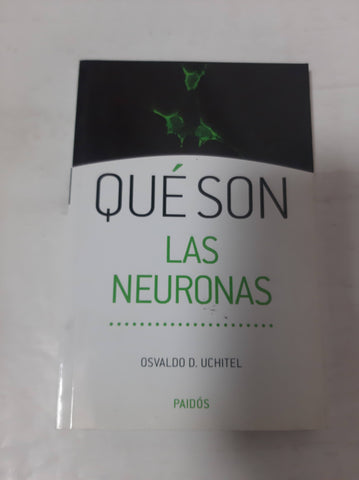 QUÉ SON
LAS
NEURONAS
OSVALDO D. UCHITEL
PAIDÓS